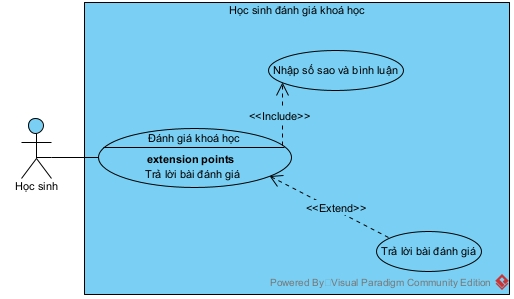 Học sinh đánh giá khoá học
Nhập số sao và bình luận
<<Include>>
Đánh giá khoá học
extension points
Trả lời bài đánh giá
Học sinh
<<Extend>>
Trả lời bài đánh giá
Powered By Visual Paradigm Community Edition